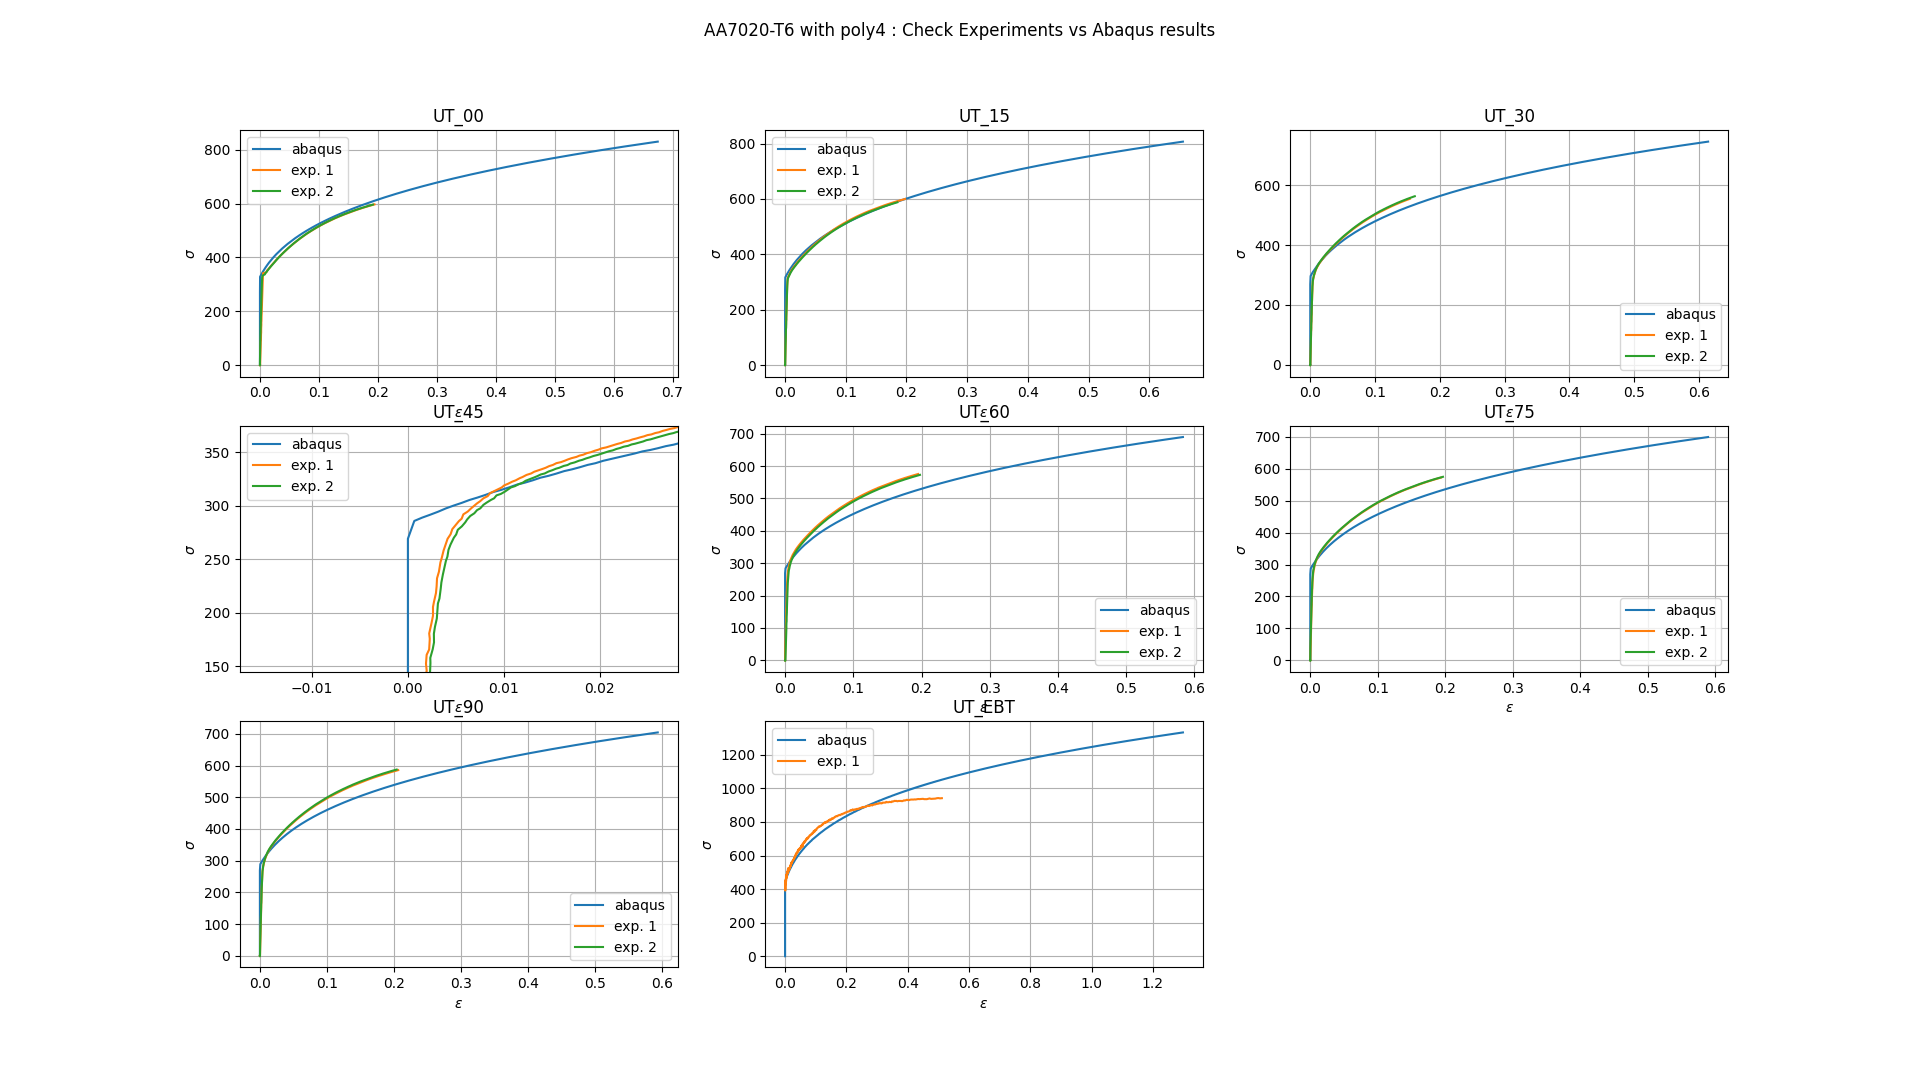 AA7020-T6 with poly4 : Check Experiments vs Abaqus results
UT_00
800
600
400
200
0
σ
abaqus
exp. 1
exp. 2
0.0 0.1 0.2 0.3 0.4 0.5 0.6 0.7
ε
UT_15
800
600
400
200
0
σ
abaqus
exp. 1
exp. 2
0.0 0.1 0.2 0.3 0.4 0.5 0.6
ε
UT_30
600
400
200
0
σ
abaqus
exp. 1
exp. 2
0.0 0.1 0.2 0.3 0.4 0.5 0.6
ε
UT_45
350
300
250
200
150
σ
abaqus
exp. 1
exp. 2
−0.01 0.00 0.01 0.02
ε
UT_60
700
600
500
400
300
200
100
0
σ
abaqus
exp. 1
exp. 2
0.0 0.1 0.2 0.3 0.4 0.5 0.6
ε
UT_75
700
600
500
400
300
200
100
0
σ
abaqus
exp. 1
exp. 2
0.0 0.1 0.2 0.3 0.4 0.5 0.6
ε
UT_90
700
600
500
400
300
200
100
0
σ
abaqus
exp. 1
exp. 2
0.0 0.1 0.2 0.3 0.4 0.5 0.6
ε
UT_EBT
1200
1000
800
600
400
200
0
σ
abaqus
exp. 1
0.0 0.2 0.4 0.6 0.8 1.0 1.2
ε